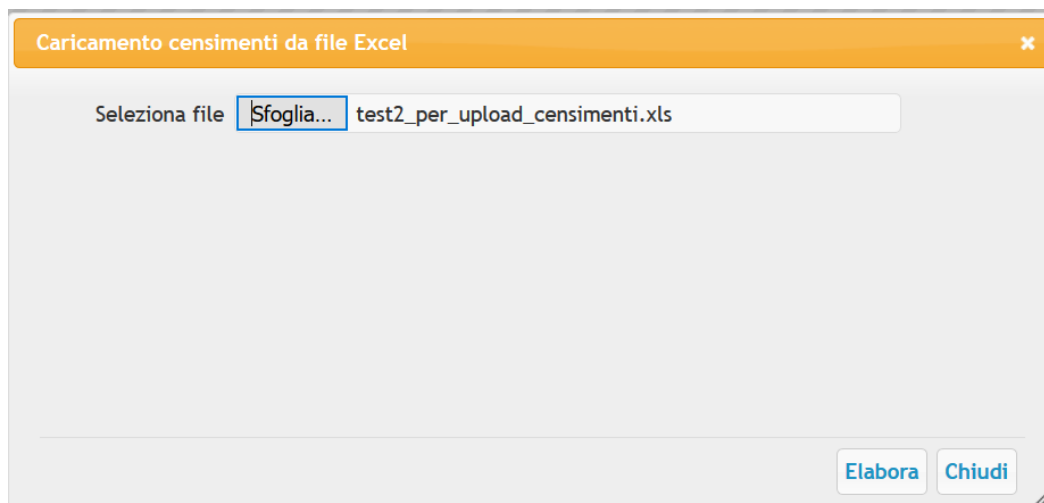 Caricamento censimenti da file Excel
Seleziona file Sfoglia... test2_per_upload_censimenti.xls
Elabora Chiudi